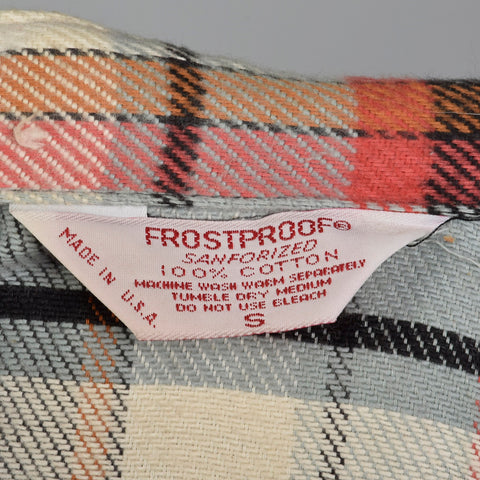 FROSTPROOF®
SANFORIZED
100% COTTON
MACHINE WASH WARM SEPARATELY
TUMBLE DRY MEDIUM
DO NOT USE BLEACH
S
MADE IN U.S.A.